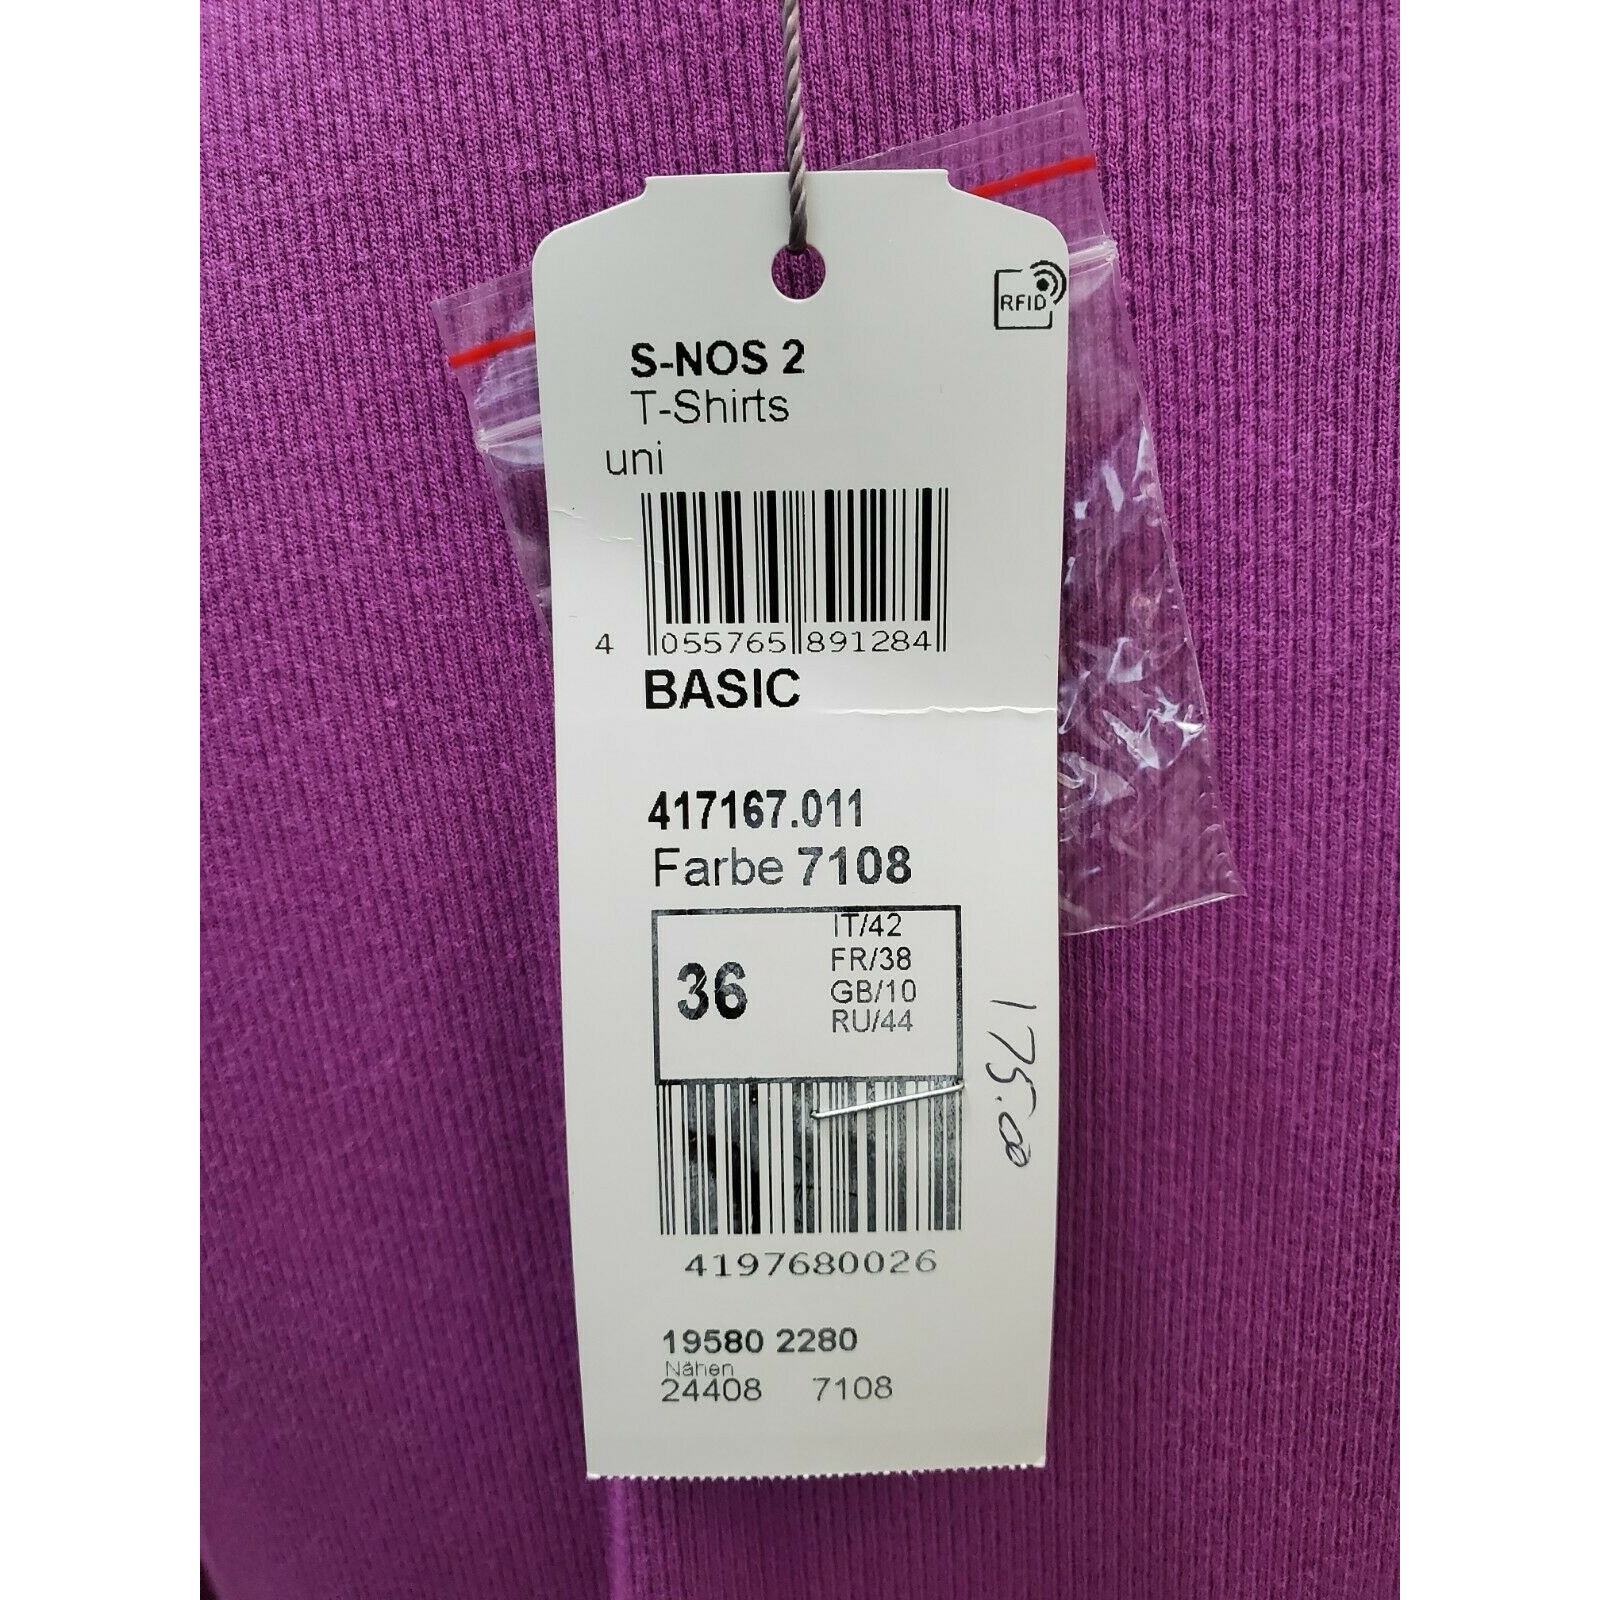 RFID
S-NOS 2
T-Shirts
uni
4 055765 891284
BASIC
417167.011
Farbe 7108
36
IT/42
FR/38
GB/10
RU/44
175.00
4197680026
19580 2280
Nähen
24408 7108